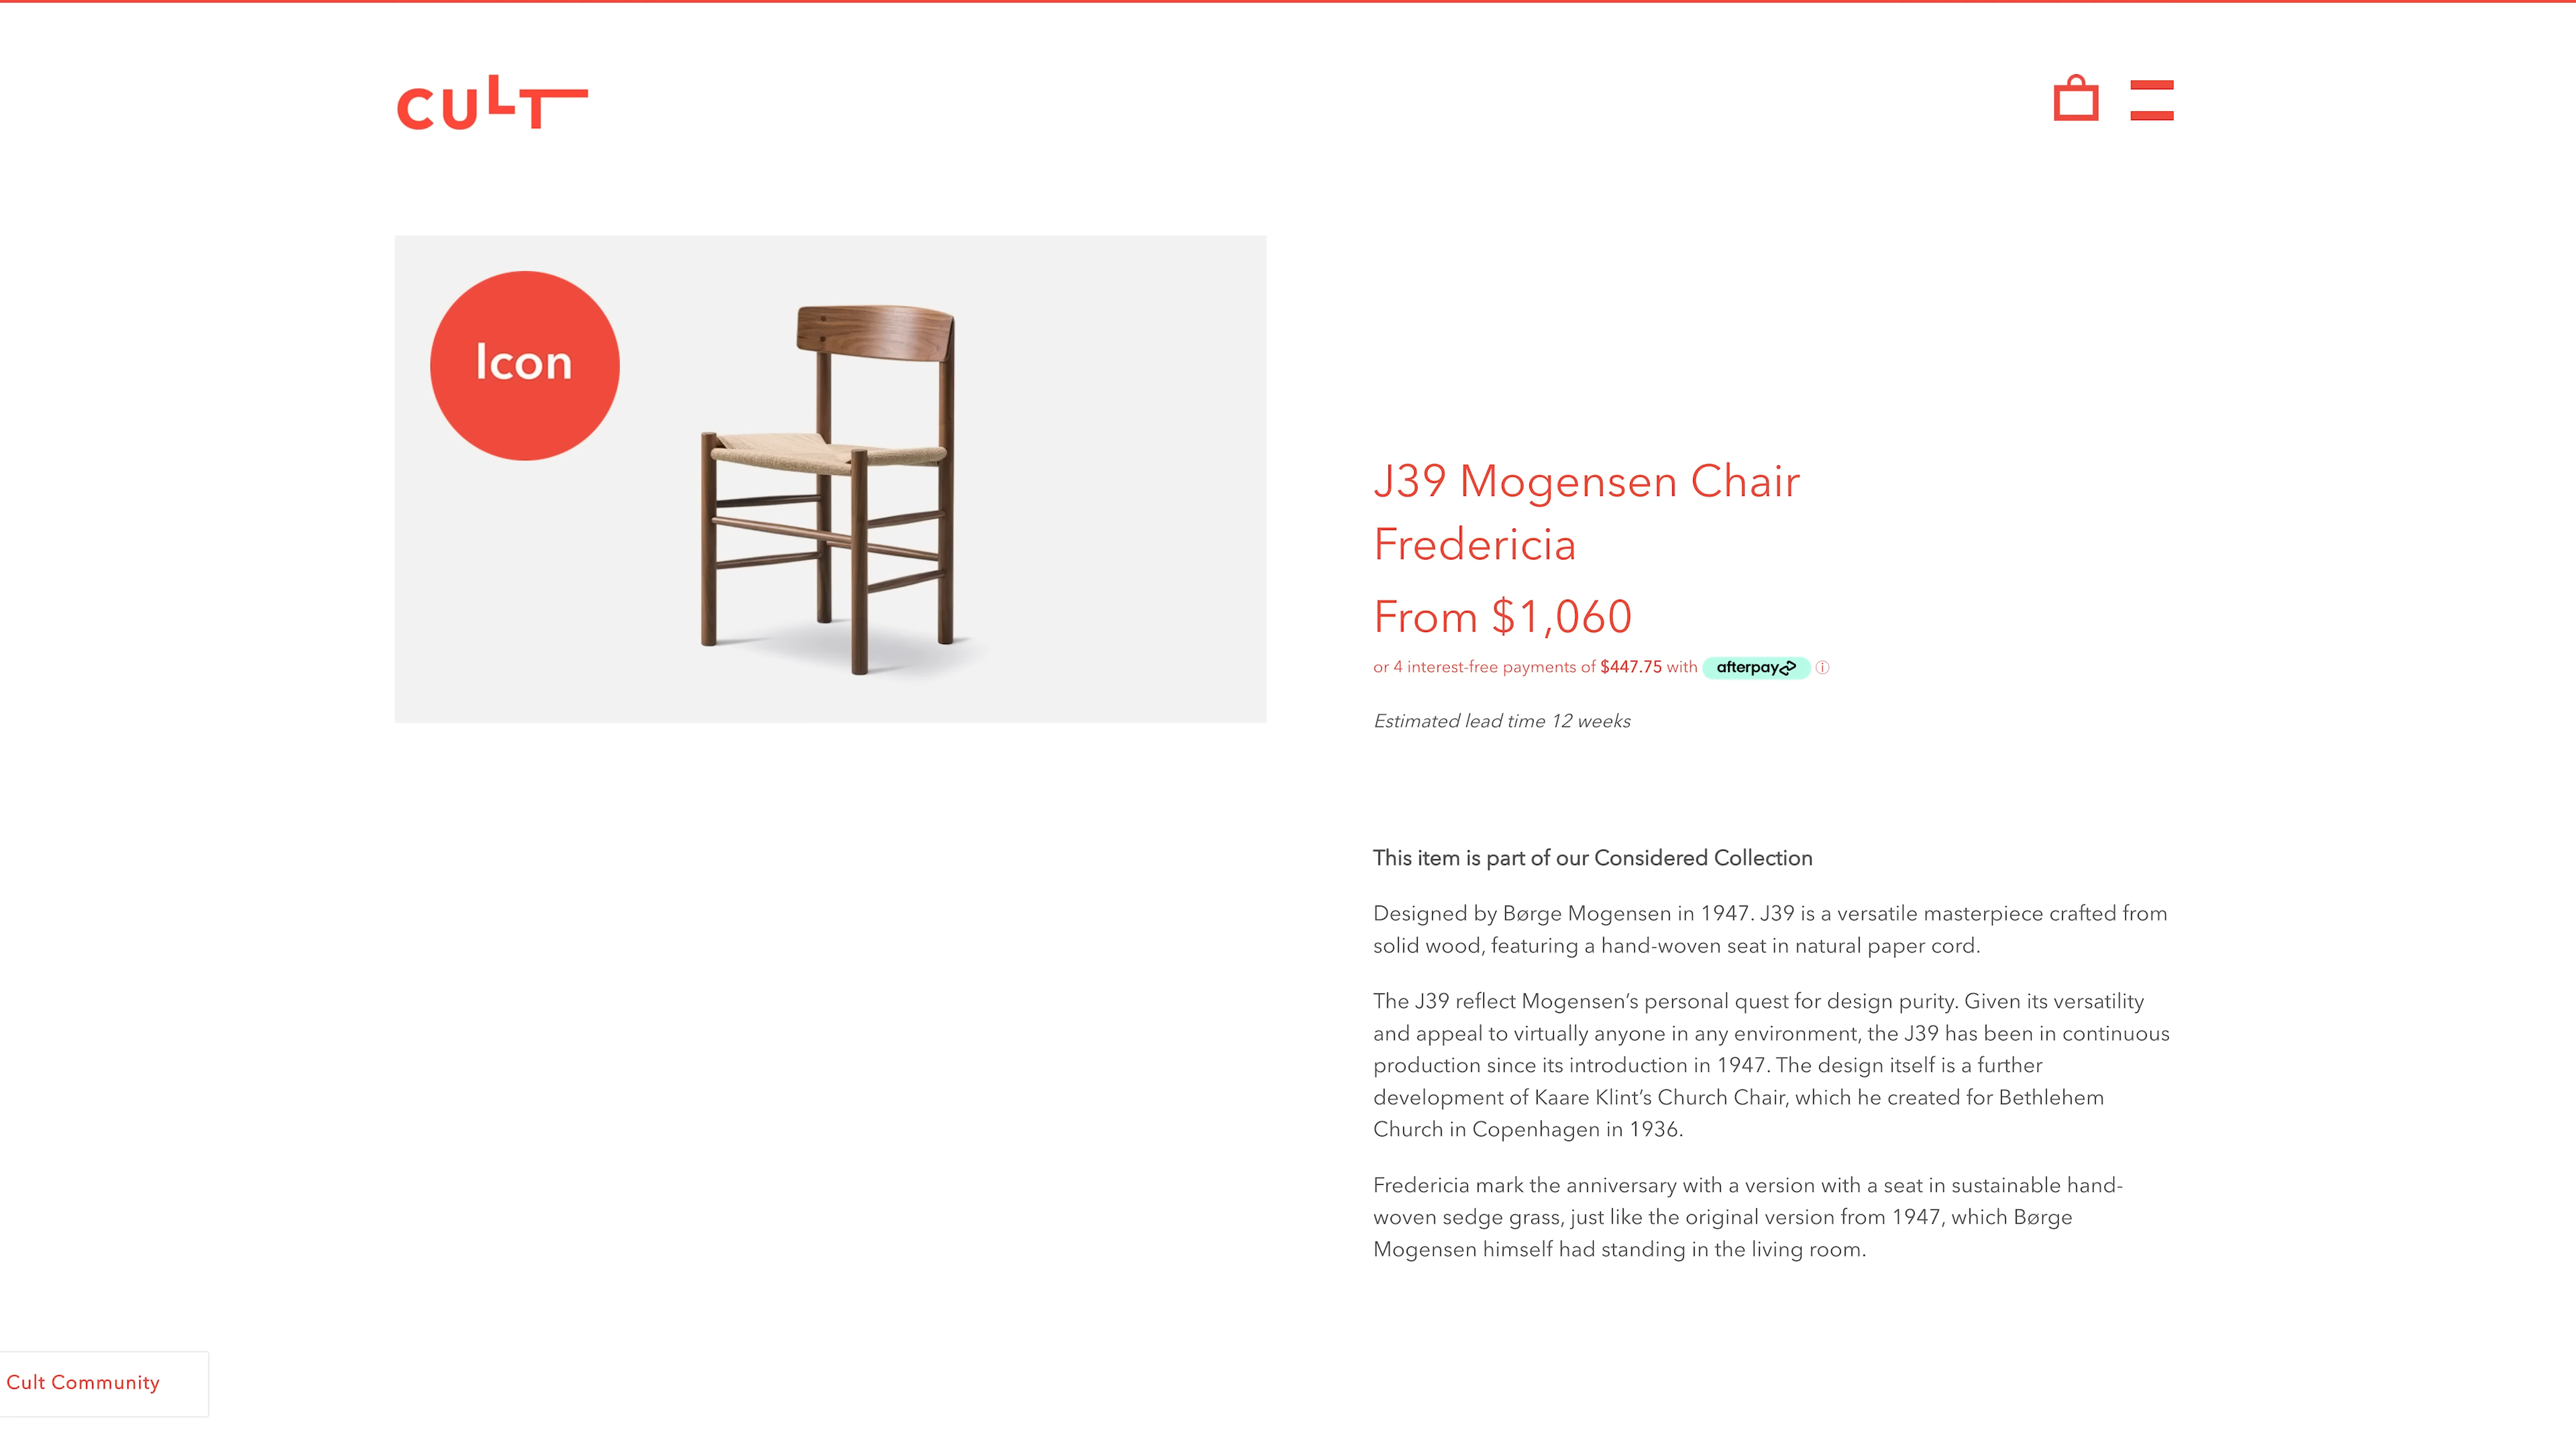 CULT
Icon
J39 Mogensen Chair
Fredericia
From $1,060
or 4 interest-free payments of $447.75 with afterpay ⓘ
Estimated lead time 12 weeks
This item is part of our Considered Collection
Designed by Børge Mogensen in 1947. J39 is a versatile masterpiece crafted from
solid wood, featuring a hand-woven seat in natural paper cord.
The J39 reflect Mogensen’s personal quest for design purity. Given its versatility
and appeal to virtually anyone in any environment, the J39 has been in continuous
production since its introduction in 1947. The design itself is a further
development of Kaare Klint’s Church Chair, which he created for Bethlehem
Church in Copenhagen in 1936.
Fredericia mark the anniversary with a version with a seat in sustainable hand-
woven sedge grass, just like the original version from 1947, which Børge
Mogensen himself had standing in the living room.
Cult Community